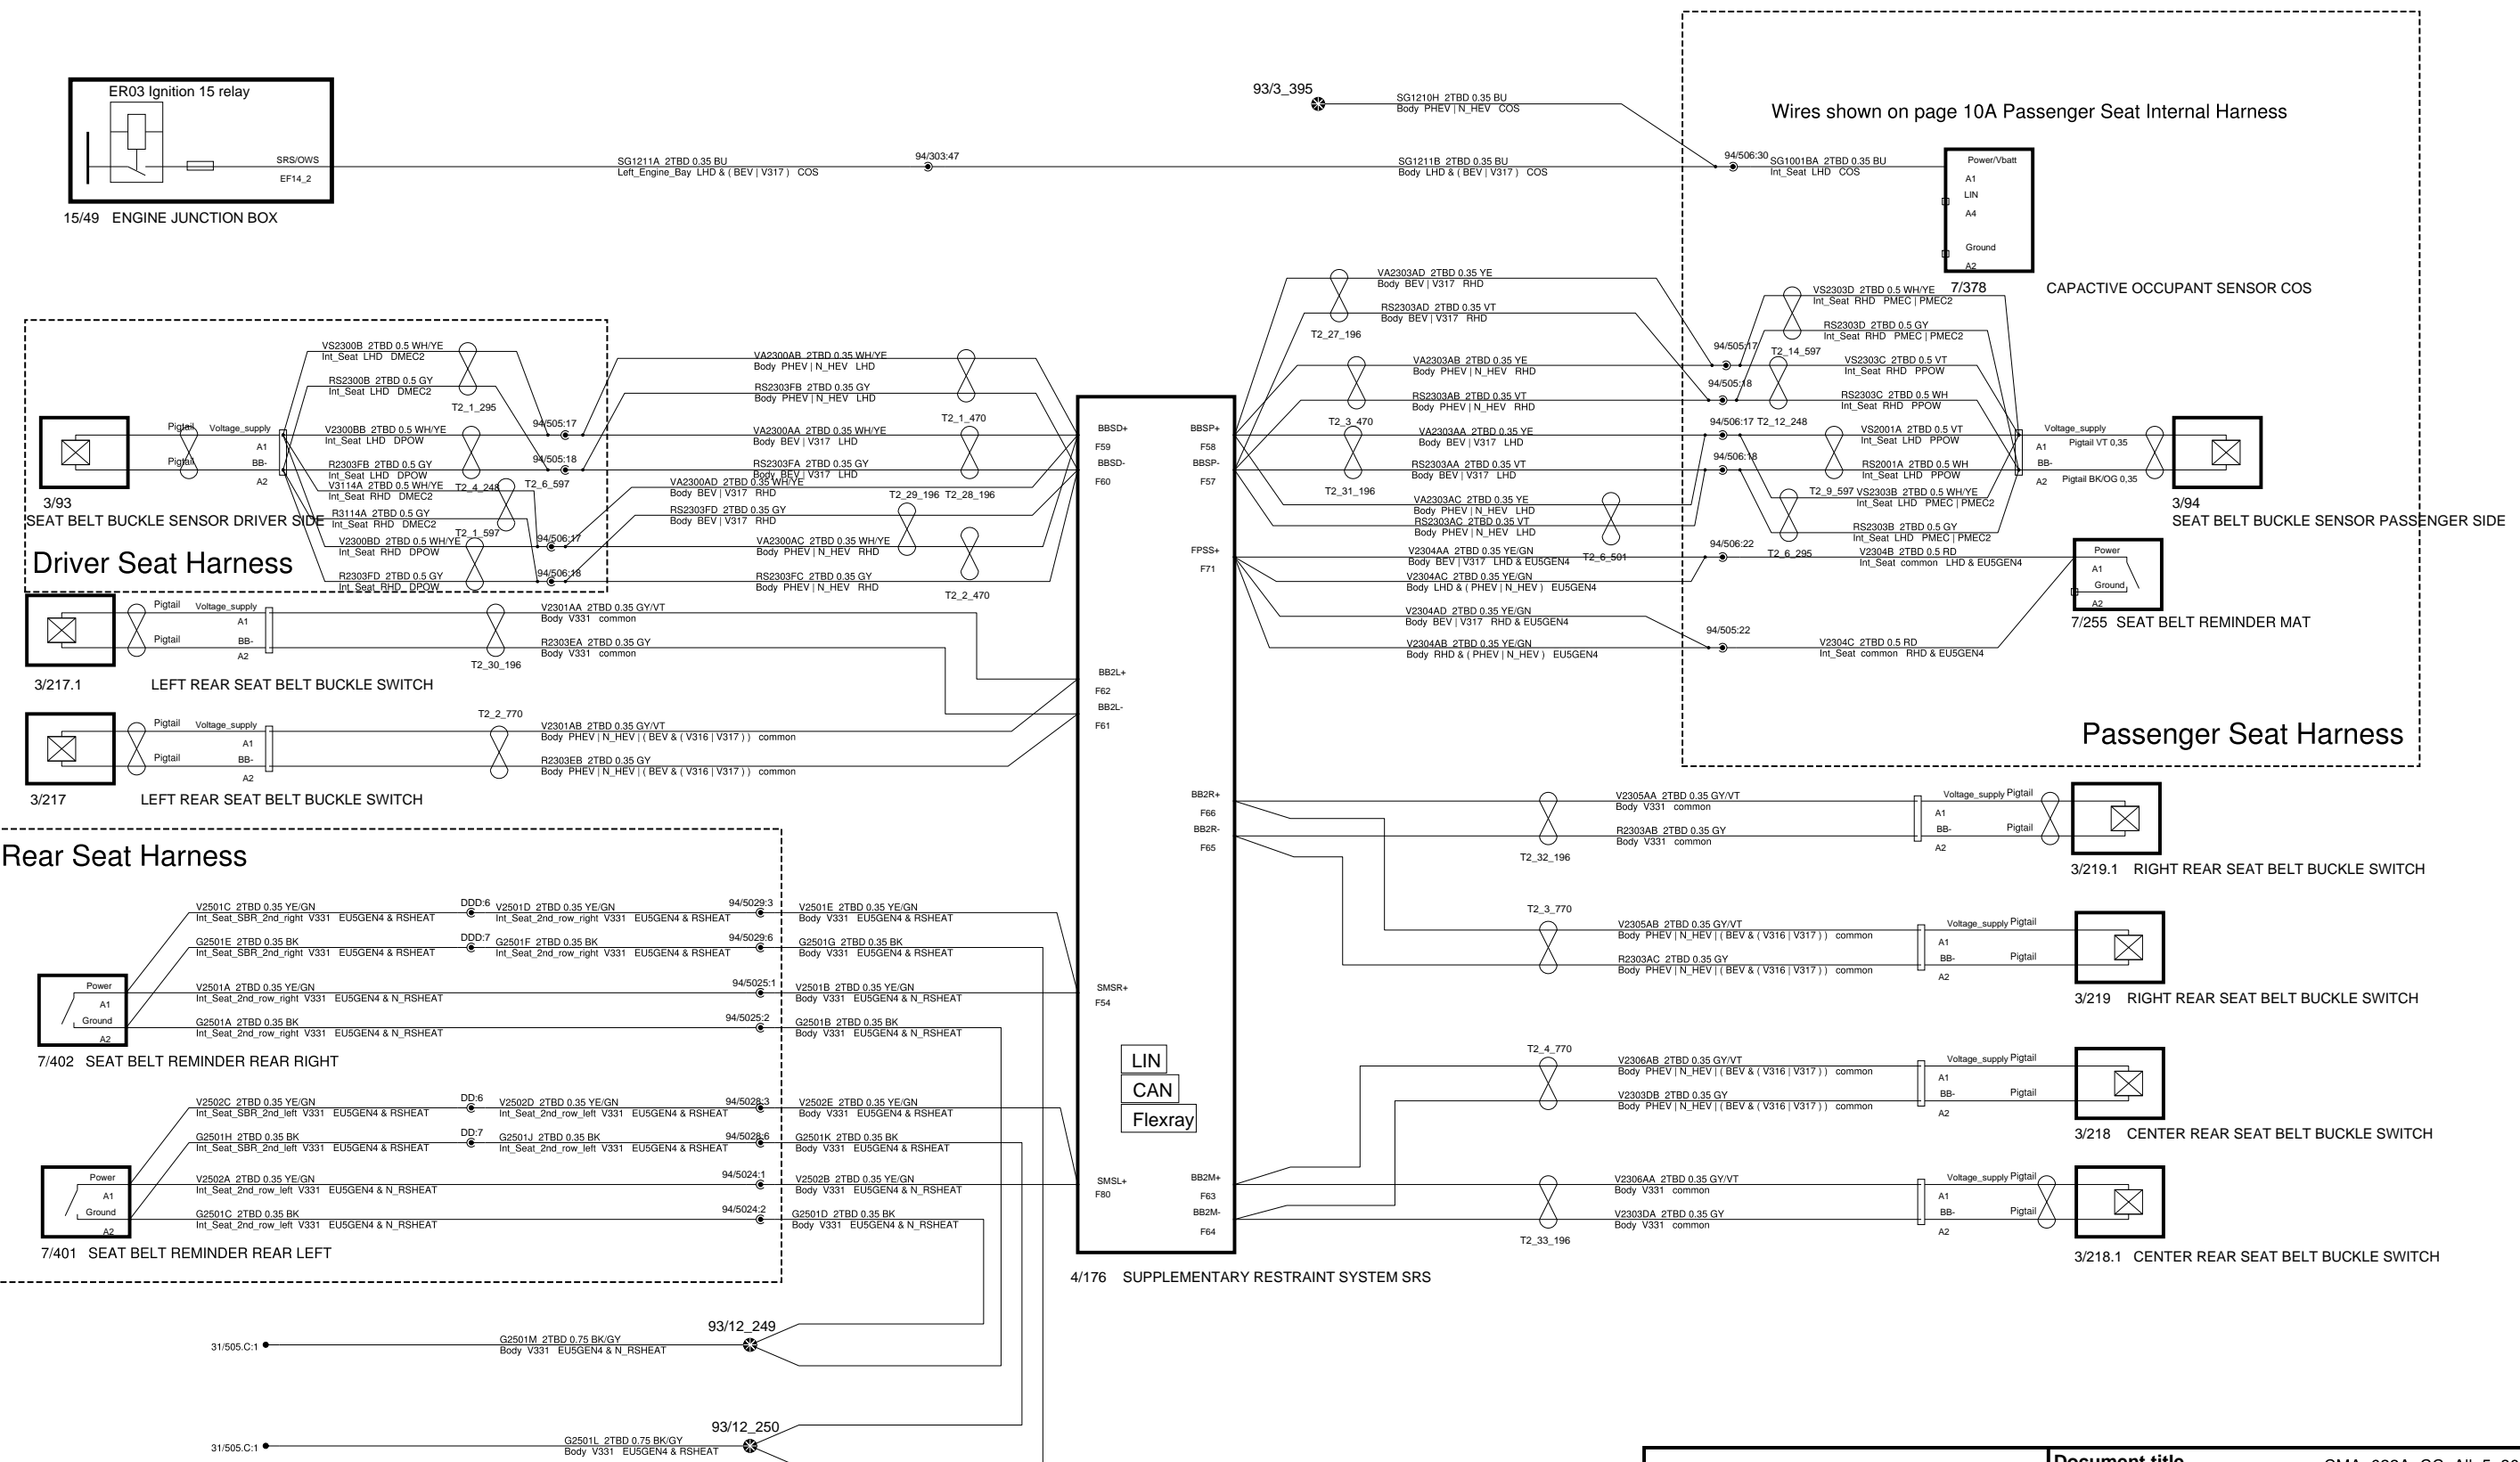 ER03 Ignition 15 relay
SRS/OWS
EF14_2
15/49 ENGINE JUNCTION BOX
SG1211A 2TBD 0.35 BU
Left_Engine_Bay LHD & ( BEV | V317 ) COS
94/303:47
93/3_395
SG1210H 2TBD 0.35 BU
Body PHEV | N_HEV COS
SG1211B 2TBD 0.35 BU
Body LHD & ( BEV | V317 ) COS
Wires shown on page 10A Passenger Seat Internal Harness
94/506:30
SG1001BA 2TBD 0.35 BU
Int_Seat LHD COS
Power/Vbatt
A1
LIN
A4
Ground
A2
7/378 CAPACTIVE OCCUPANT SENSOR COS
VS2300B 2TBD 0.5 WH/YE
Int_Seat LHD DMEC2
RS2300B 2TBD 0.5 GY
Int_Seat LHD DMEC2
T2_1_295
Pigtail
Voltage_supply
A1
Pigtail
BB-
A2
V2300BB 2TBD 0.5 WH/YE
Int_Seat LHD DPOW
R2303FB 2TBD 0.5 GY
Int_Seat LHD DPOW
94/505:17
94/505:18
V3114A 2TBD 0.5 WH/YE
Int_Seat RHD DMEC2
T2_4_248
T2_6_597
3/93
SEAT BELT BUCKLE SENSOR DRIVER SIDE
R3114A 2TBD 0.5 GY
Int_Seat RHD DMEC2
T2_1_597
V2300BD 2TBD 0.5 WH/YE
Int_Seat RHD DPOW
94/506:17
Driver Seat Harness
R2303FD 2TBD 0.5 GY
Int_Seat RHD DPOW
94/506:18
VA2300AB 2TBD 0.35 WH/YE
Body PHEV | N_HEV LHD
RS2303FB 2TBD 0.35 GY
Body PHEV | N_HEV LHD
T2_1_470
VA2300AA 2TBD 0.35 WH/YE
Body BEV | V317 LHD
RS2303FA 2TBD 0.35 GY
Body BEV | V317 LHD
VA2300AD 2TBD 0.35 WH/YE
Body BEV | V317 RHD
T2_29_196 T2_28_196
RS2303FD 2TBD 0.35 GY
Body BEV | V317 RHD
VA2300AC 2TBD 0.35 WH/YE
Body PHEV | N_HEV RHD
RS2303FC 2TBD 0.35 GY
Body PHEV | N_HEV RHD
T2_2_470
Pigtail
Voltage_supply
A1
Pigtail
BB-
A2
V2301AA 2TBD 0.35 GY/VT
Body V331 common
R2303EA 2TBD 0.35 GY
Body V331 common
T2_30_196
3/217.1 LEFT REAR SEAT BELT BUCKLE SWITCH
T2_2_770
Pigtail
Voltage_supply
A1
Pigtail
BB-
A2
V2301AB 2TBD 0.35 GY/VT
Body PHEV | N_HEV | ( BEV & ( V316 | V317 ) ) common
R2303EB 2TBD 0.35 GY
Body PHEV | N_HEV | ( BEV & ( V316 | V317 ) ) common
3/217 LEFT REAR SEAT BELT BUCKLE SWITCH
BBSD+
F59
BBSD-
F60
BB2L+
F62
BB2L-
F61
SMSR+
F54
SMSL+
F80
BBSP+
F58
BBSP-
F57
FPSS+
F71
BB2R+
F66
BB2R-
F65
LIN
CAN
Flexray
BB2M+
F63
BB2M-
F64
4/176 SUPPLEMENTARY RESTRAINT SYSTEM SRS
VA2303AD 2TBD 0.35 YE
Body BEV | V317 RHD
RS2303AD 2TBD 0.35 VT
Body BEV | V317 RHD
T2_27_196
VA2303AB 2TBD 0.35 YE
Body PHEV | N_HEV RHD
RS2303AB 2TBD 0.35 VT
Body PHEV | N_HEV RHD
T2_3_470
VA2303AA 2TBD 0.35 YE
Body BEV | V317 LHD
RS2303AA 2TBD 0.35 VT
Body BEV | V317 LHD
T2_31_196
VA2303AC 2TBD 0.35 YE
Body PHEV | N_HEV LHD
RS2303AC 2TBD 0.35 VT
Body PHEV | N_HEV LHD
T2_6_501
V2304AA 2TBD 0.35 YE/GN
Body BEV | V317 LHD & EU5GEN4
V2304AC 2TBD 0.35 YE/GN
Body LHD & ( PHEV | N_HEV ) EU5GEN4
V2304AD 2TBD 0.35 YE/GN
Body BEV | V317 RHD & EU5GEN4
V2304AB 2TBD 0.35 YE/GN
Body RHD & ( PHEV | N_HEV ) EU5GEN4
VS2303D 2TBD 0.5 WH/YE
Int_Seat RHD PMEC | PMEC2
RS2303D 2TBD 0.5 GY
Int_Seat RHD PMEC | PMEC2
94/505:17
T2_14_597
VS2303C 2TBD 0.5 VT
Int_Seat RHD PPOW
94/505:18
RS2303C 2TBD 0.5 WH
Int_Seat RHD PPOW
94/506:17 T2_12_248
VS2001A 2TBD 0.5 VT
Int_Seat LHD PPOW
94/506:18
RS2001A 2TBD 0.5 WH
Int_Seat LHD PPOW
T2_9_597
VS2303B 2TBD 0.5 WH/YE
Int_Seat LHD PMEC | PMEC2
RS2303B 2TBD 0.5 GY
Int_Seat LHD PMEC | PMEC2
94/506:22
T2_6_295
V2304B 2TBD 0.5 RD
Int_Seat common LHD & EU5GEN4
94/505:22
V2304C 2TBD 0.5 RD
Int_Seat common RHD & EU5GEN4
Voltage_supply
A1
Pigtail VT 0,35
BB-
A2
Pigtail BK/OG 0,35
3/94
SEAT BELT BUCKLE SENSOR PASSENGER SIDE
Power
A1
Ground
A2
7/255 SEAT BELT REMINDER MAT
Passenger Seat Harness
V2305AA 2TBD 0.35 GY/VT
Body V331 common
R2303AB 2TBD 0.35 GY
Body V331 common
T2_32_196
Voltage_supply Pigtail
A1
BB-
Pigtail
A2
3/219.1 RIGHT REAR SEAT BELT BUCKLE SWITCH
T2_3_770
V2305AB 2TBD 0.35 GY/VT
Body PHEV | N_HEV | ( BEV & ( V316 | V317 ) ) common
R2303AC 2TBD 0.35 GY
Body PHEV | N_HEV | ( BEV & ( V316 | V317 ) ) common
Voltage_supply Pigtail
A1
BB-
Pigtail
A2
3/219 RIGHT REAR SEAT BELT BUCKLE SWITCH
T2_4_770
V2306AB 2TBD 0.35 GY/VT
Body PHEV | N_HEV | ( BEV & ( V316 | V317 ) ) common
V2303DB 2TBD 0.35 GY
Body PHEV | N_HEV | ( BEV & ( V316 | V317 ) ) common
Voltage_supply Pigtail
A1
BB-
Pigtail
A2
3/218 CENTER REAR SEAT BELT BUCKLE SWITCH
V2306AA 2TBD 0.35 GY/VT
Body V331 common
V2303DA 2TBD 0.35 GY
Body V331 common
T2_33_196
Voltage_supply Pigtail
A1
BB-
Pigtail
A2
3/218.1 CENTER REAR SEAT BELT BUCKLE SWITCH
Rear Seat Harness
V2501C 2TBD 0.35 YE/GN
Int_Seat_SBR_2nd_right V331 EU5GEN4 & RSHEAT
DDD:6
V2501D 2TBD 0.35 YE/GN
Int_Seat_2nd_row_right V331 EU5GEN4 & RSHEAT
94/5029:3
V2501E 2TBD 0.35 YE/GN
Body V331 EU5GEN4 & RSHEAT
G2501E 2TBD 0.35 BK
Int_Seat_SBR_2nd_right V331 EU5GEN4 & RSHEAT
DDD:7
G2501F 2TBD 0.35 BK
Int_Seat_2nd_row_right V331 EU5GEN4 & RSHEAT
94/5029:6
G2501G 2TBD 0.35 BK
Body V331 EU5GEN4 & RSHEAT
Power
A1
Ground
A2
V2501A 2TBD 0.35 YE/GN
Int_Seat_2nd_row_right V331 EU5GEN4 & N_RSHEAT
94/5025:1
V2501B 2TBD 0.35 YE/GN
Body V331 EU5GEN4 & N_RSHEAT
G2501A 2TBD 0.35 BK
Int_Seat_2nd_row_right V331 EU5GEN4 & N_RSHEAT
94/5025:2
G2501B 2TBD 0.35 BK
Body V331 EU5GEN4 & N_RSHEAT
7/402 SEAT BELT REMINDER REAR RIGHT
V2502C 2TBD 0.35 YE/GN
Int_Seat_SBR_2nd_left V331 EU5GEN4 & RSHEAT
DD:6
V2502D 2TBD 0.35 YE/GN
Int_Seat_2nd_row_left V331 EU5GEN4 & RSHEAT
94/5028:3
V2502E 2TBD 0.35 YE/GN
Body V331 EU5GEN4 & RSHEAT
G2501H 2TBD 0.35 BK
Int_Seat_SBR_2nd_left V331 EU5GEN4 & RSHEAT
DD:7
G2501J 2TBD 0.35 BK
Int_Seat_2nd_row_left V331 EU5GEN4 & RSHEAT
94/5028:6
G2501K 2TBD 0.35 BK
Body V331 EU5GEN4 & RSHEAT
Power
A1
Ground
A2
V2502A 2TBD 0.35 YE/GN
Int_Seat_2nd_row_left V331 EU5GEN4 & N_RSHEAT
94/5024:1
V2502B 2TBD 0.35 YE/GN
Body V331 EU5GEN4 & N_RSHEAT
G2501C 2TBD 0.35 BK
Int_Seat_2nd_row_left V331 EU5GEN4 & N_RSHEAT
94/5024:2
G2501D 2TBD 0.35 BK
Body V331 EU5GEN4 & N_RSHEAT
7/401 SEAT BELT REMINDER REAR LEFT
31/505.C:1
G2501M 2TBD 0.75 BK/GY
Body V331 EU5GEN4 & N_RSHEAT
93/12_249
31/505.C:1
G2501L 2TBD 0.75 BK/GY
Body V331 EU5GEN4 & RSHEAT
93/12_250
Document title